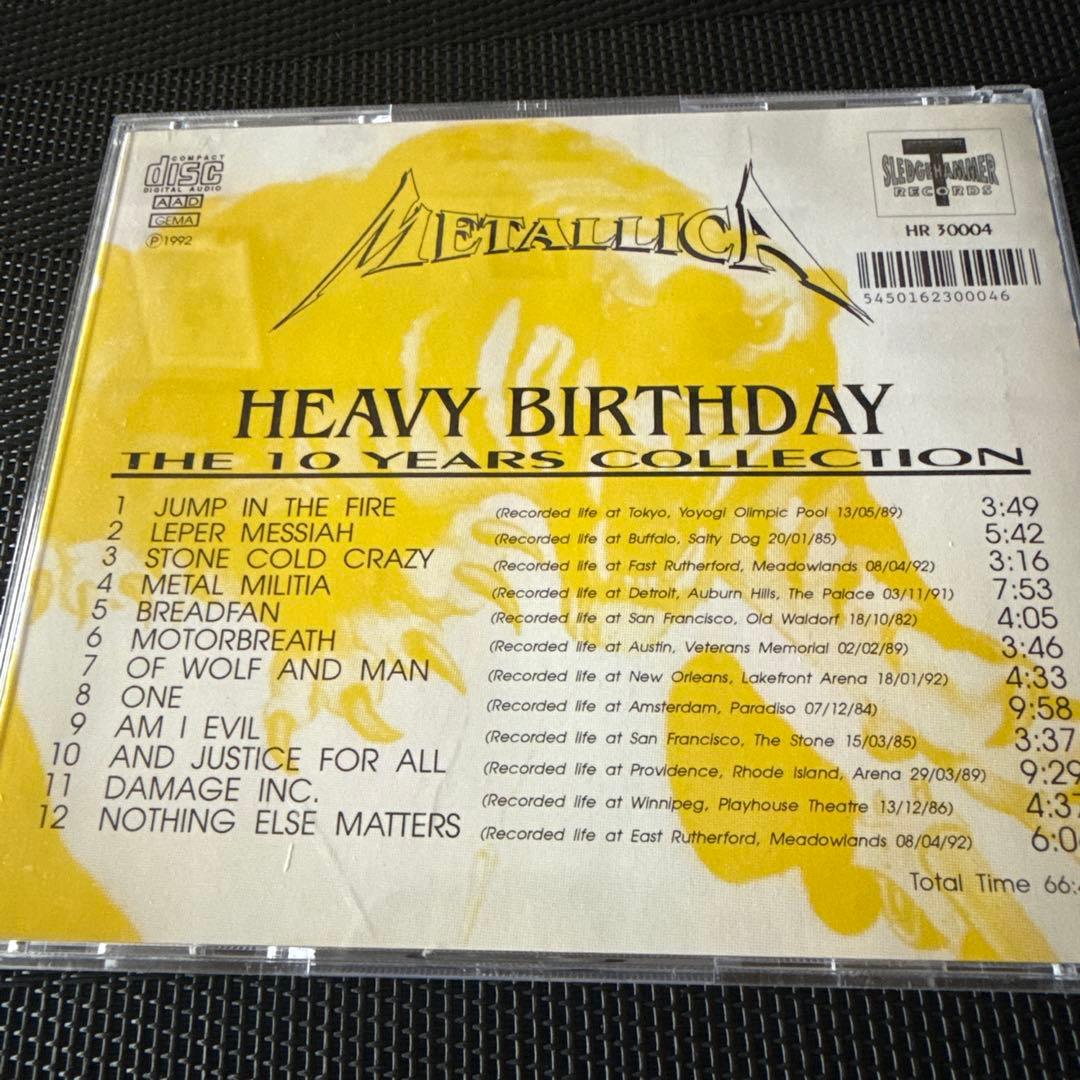 COMPACT
disc
DIGITAL AUDIO
AAD
GEMA
Ⓟ1992
METALLICA
T
SLEDGEHAMMER
RECORDS
HR 30004
5450162300046
HEAVY BIRTHDAY
THE 10 YEARS COLLECTION
1 JUMP IN THE FIRE (Recorded life at Tokyo, Yoyogi Olimpic Pool 13/05/89) 3:49
2 LEPER MESSIAH (Recorded life at Buffalo, Salty Dog 20/01/85) 5:42
3 STONE COLD CRAZY (Recorded life at Fast Rutherford, Meadowlands 08/04/92) 3:16
4 METAL MILITIA (Recorded life at Detroit, Auburn Hills, The Palace 03/11/91) 7:53
5 BREADFAN (Recorded life at San Francisco, Old Waldorf 18/10/82) 4:05
6 MOTORBREATH (Recorded life at Austin, Veterans Memorial 02/02/89) 3:46
7 OF WOLF AND MAN (Recorded life at New Orleans, Lakefront Arena 18/01/92) 4:33
8 ONE (Recorded life at Amsterdam, Paradiso 07/12/84) 9:58
9 AM I EVIL (Recorded life at San Francisco, The Stone 15/03/85) 3:37
10 AND JUSTICE FOR ALL (Recorded life at Providence, Rhode Island, Arena 29/03/89) 9:29
11 DAMAGE INC. (Recorded life at Winnipeg, Playhouse Theatre 13/12/86) 4:37
12 NOTHING ELSE MATTERS (Recorded life at East Rutherford, Meadowlands 08/04/92) 6:0
Total Time 66: